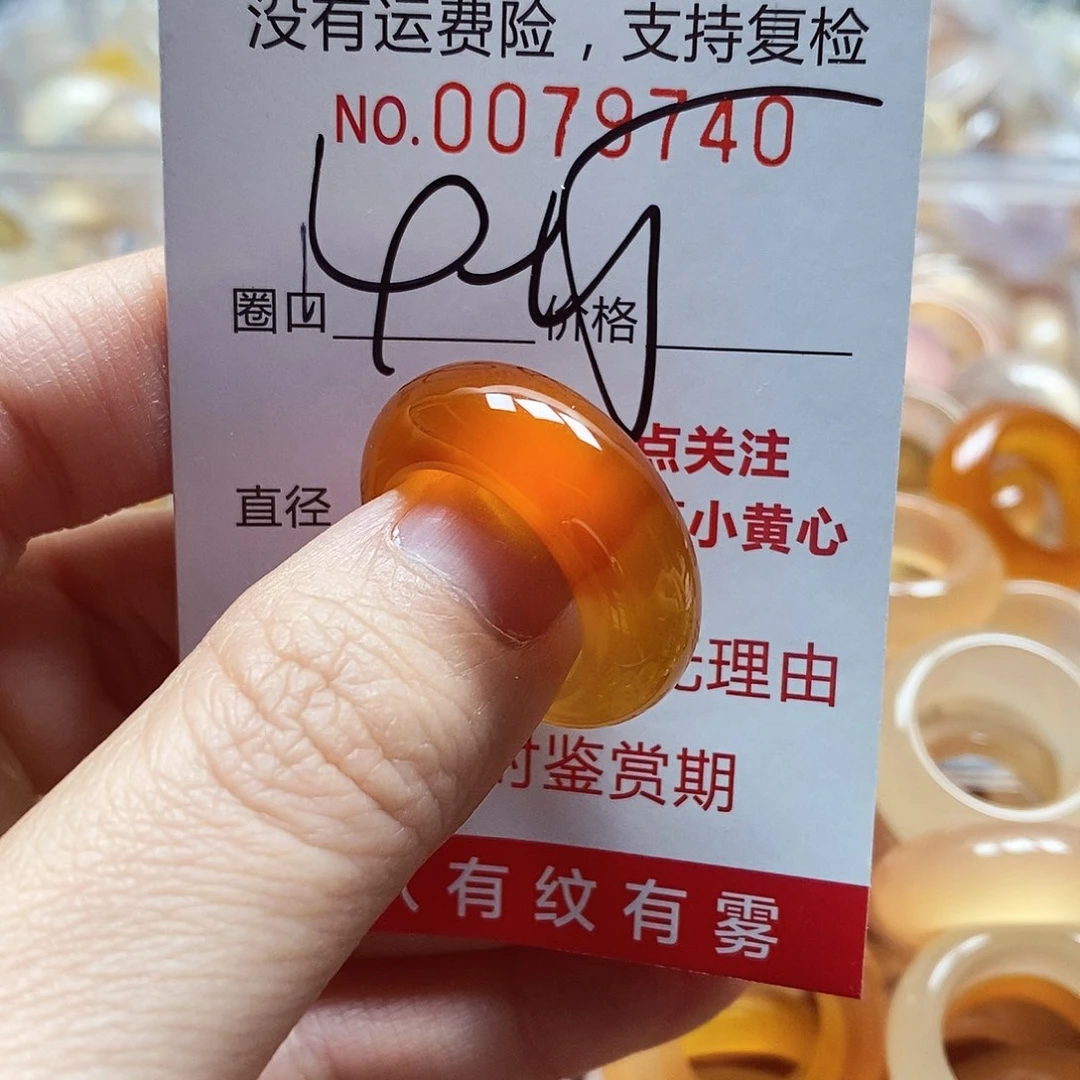 没有运费险，支持复检
NO.0079740
圈口 价格
点关注
直径
小黄心
理由
鉴赏期
有纹有雾